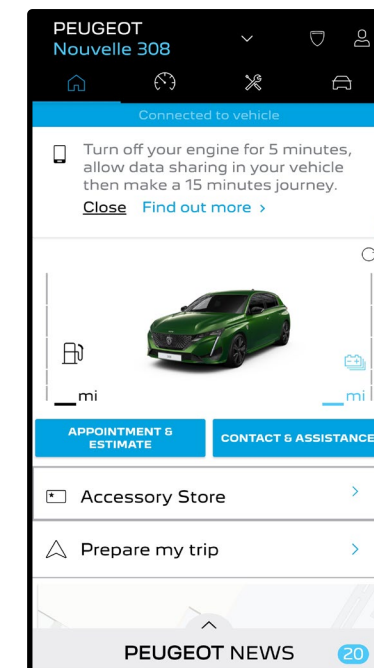 PEUGEOT
Nouvelle 308
Connected to vehicle
Turn off your engine for 5 minutes,
allow data sharing in your vehicle
then make a 15 minutes journey.
Close Find out more >
__mi __mi
APPOINTMENT &
ESTIMATE
CONTACT & ASSISTANCE
Accessory Store
Prepare my trip
PEUGEOT NEWS 20